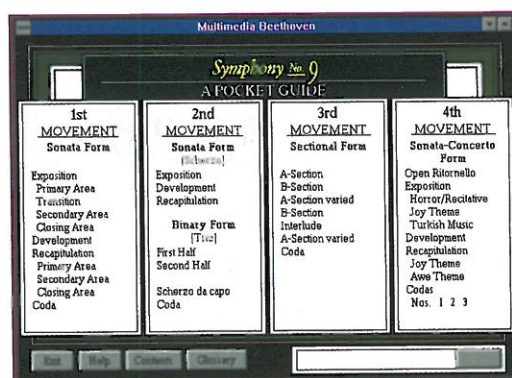 Multimedia Beethoven
Symphony No. 9
A POCKET GUIDE
1st
MOVEMENT
Sonata Form
Exposition
Primary Area
Transition
Secondary Area
Closing Area
Development
Recapitulation
Primary Area
Secondary Area
Closing Area
Coda
2nd
MOVEMENT
Sonata Form
[Scherzo]
Exposition
Development
Recapitulation
Binary Form
[Trio]
First Half
Second Half
Scherzo da capo
Coda
3rd
MOVEMENT
Sectional Form
A-Section
B-Section
A-Section varied
B-Section
Interlude
A-Section varied
Coda
4th
MOVEMENT
Sonata-Concerto
Form
Open Ritornello
Exposition
Horror/Recitative
Joy Theme
Turkish Music
Development
Recapitulation
Joy Theme
Awe Theme
Codas
Nos. 1 2 3
Exit Help Contents Glossary